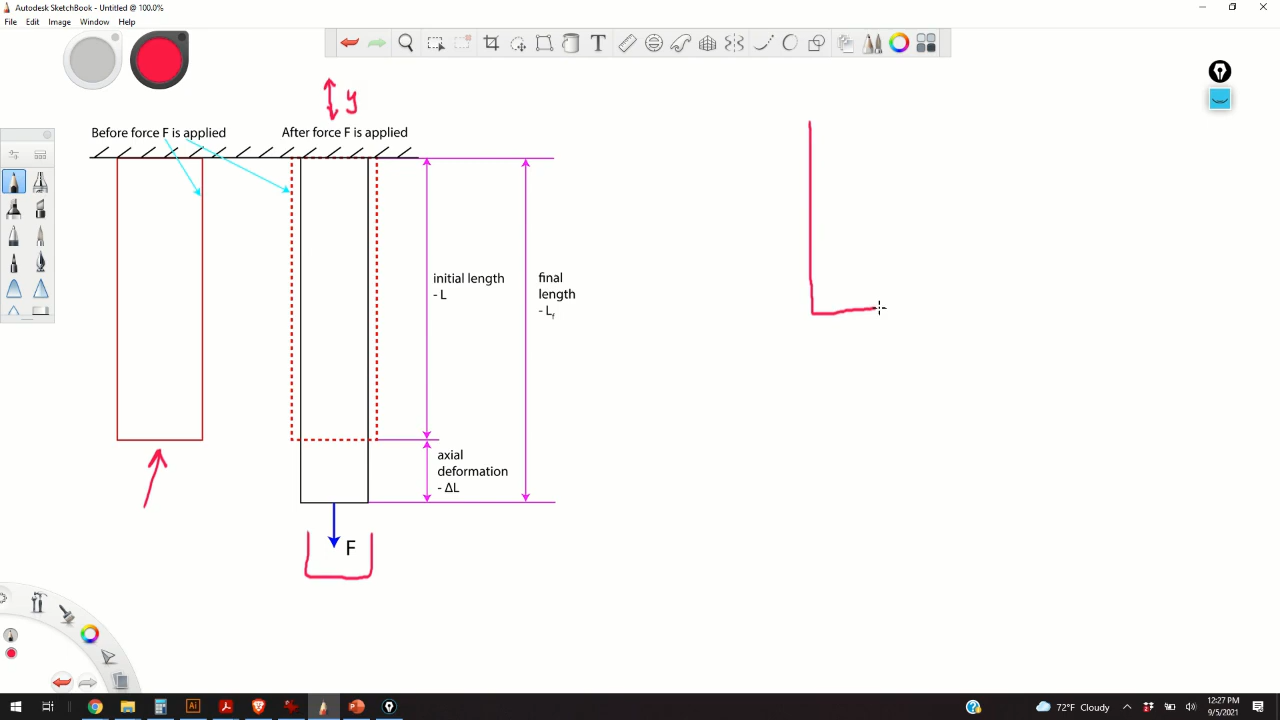 Autodesk SketchBook - Untitled @ 100.0%
File Edit Image Window Help
T
y
Before force F is applied
After force F is applied
initial length
- L
final
length
- Lf
axial
deformation
- ΔL
F
Ai
72°F Cloudy
12:27 PM
9/5/2021